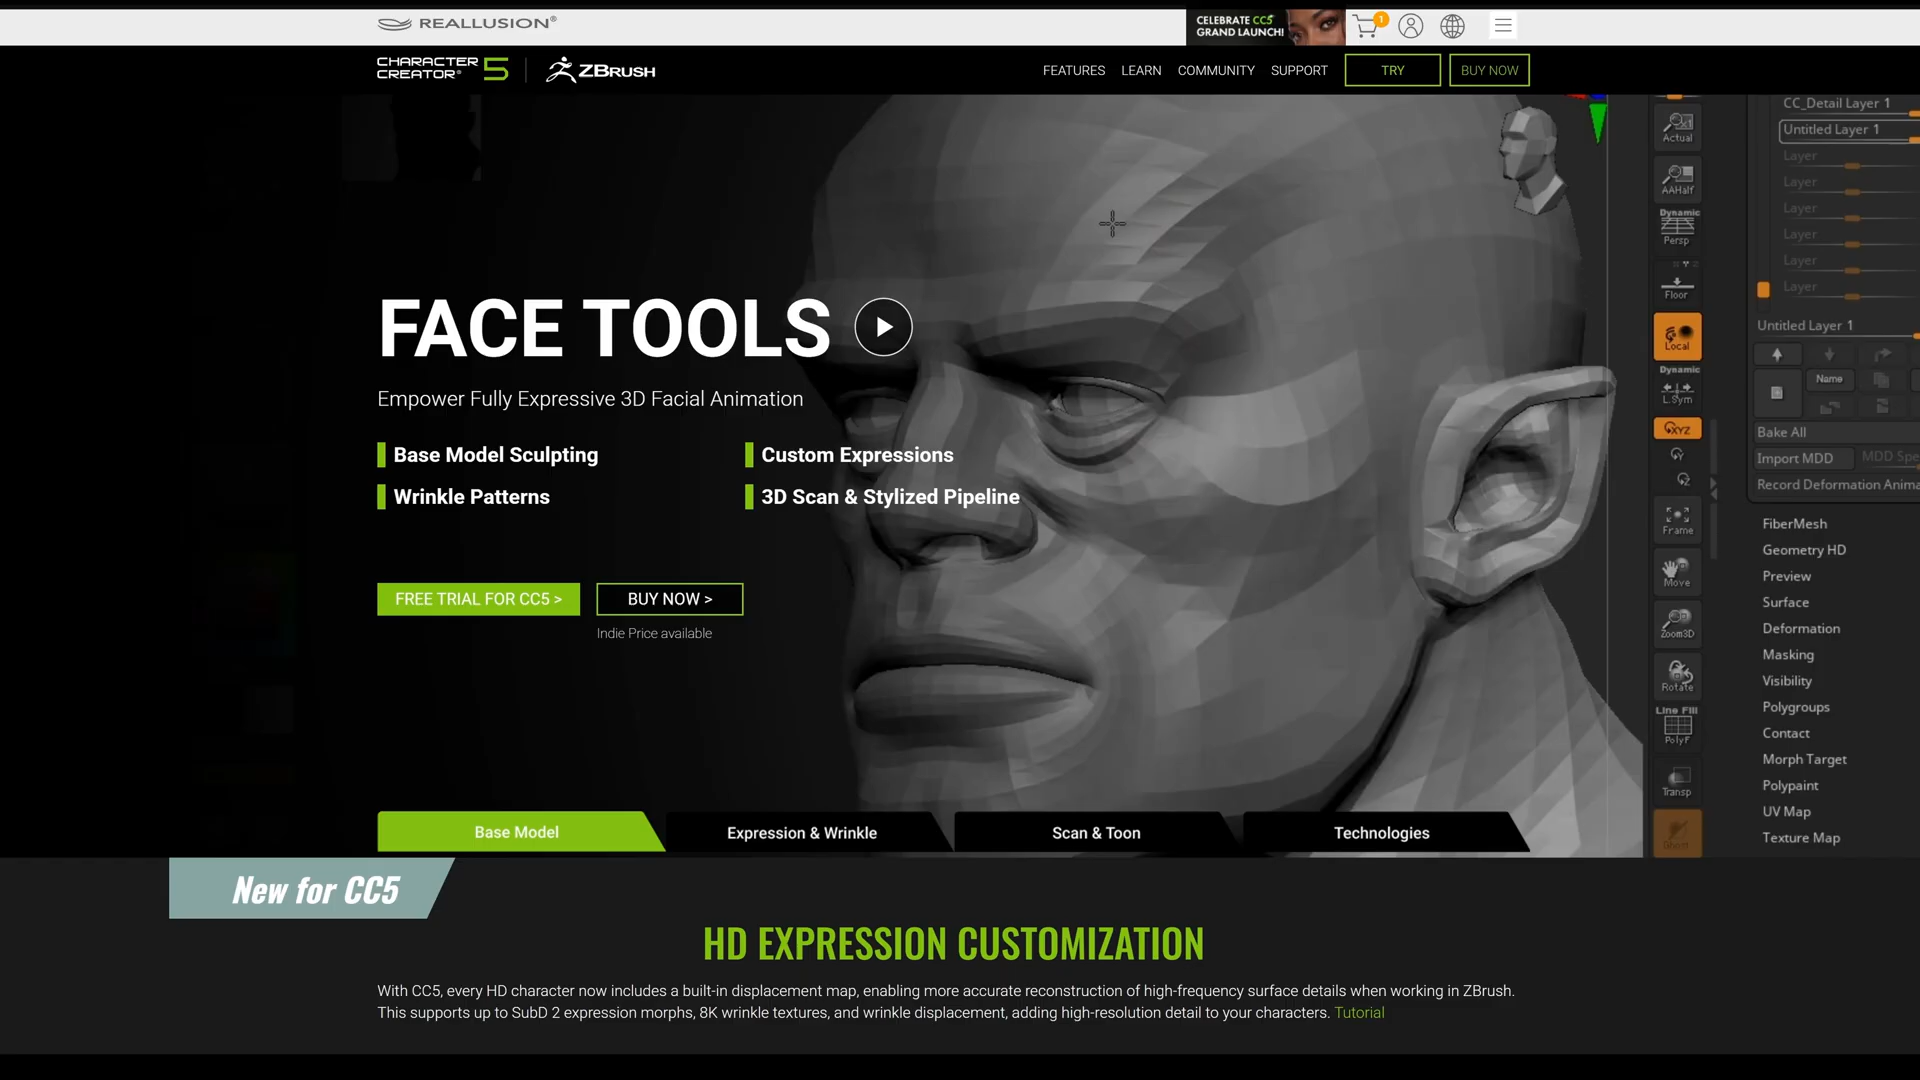 REALLUSION®
CELEBRATE CC5
GRAND LAUNCH!
1
CHARACTER
CREATOR® 5
ZBRUSH
FEATURES
LEARN
COMMUNITY
SUPPORT
TRY
BUY NOW
FACE TOOLS
Empower Fully Expressive 3D Facial Animation
Base Model Sculpting
Custom Expressions
Wrinkle Patterns
3D Scan & Stylized Pipeline
FREE TRIAL FOR CC5 >
BUY NOW >
Indie Price available
Actual
AAHalf
Dynamic
Persp
Floor
Local
Dynamic
L.Sym
XYZ
Frame
Move
Zoom3D
Rotate
Line Fill
PolyF
Transp
Ghost
CC_Detail Layer 1
Untitled Layer 1
Layer
Layer
Layer
Layer
Layer
Layer
Untitled Layer 1
Name
Bake All
Import MDD
MDD Spe
Record Deformation Anima
FiberMesh
Geometry HD
Preview
Surface
Deformation
Masking
Visibility
Polygroups
Contact
Morph Target
Polypaint
UV Map
Texture Map
Base Model
Expression & Wrinkle
Scan & Toon
Technologies
New for CC5
HD EXPRESSION CUSTOMIZATION
With CC5, every HD character now includes a built-in displacement map, enabling more accurate reconstruction of high-frequency surface details when working in ZBrush.
This supports up to SubD 2 expression morphs, 8K wrinkle textures, and wrinkle displacement, adding high-resolution detail to your characters. Tutorial